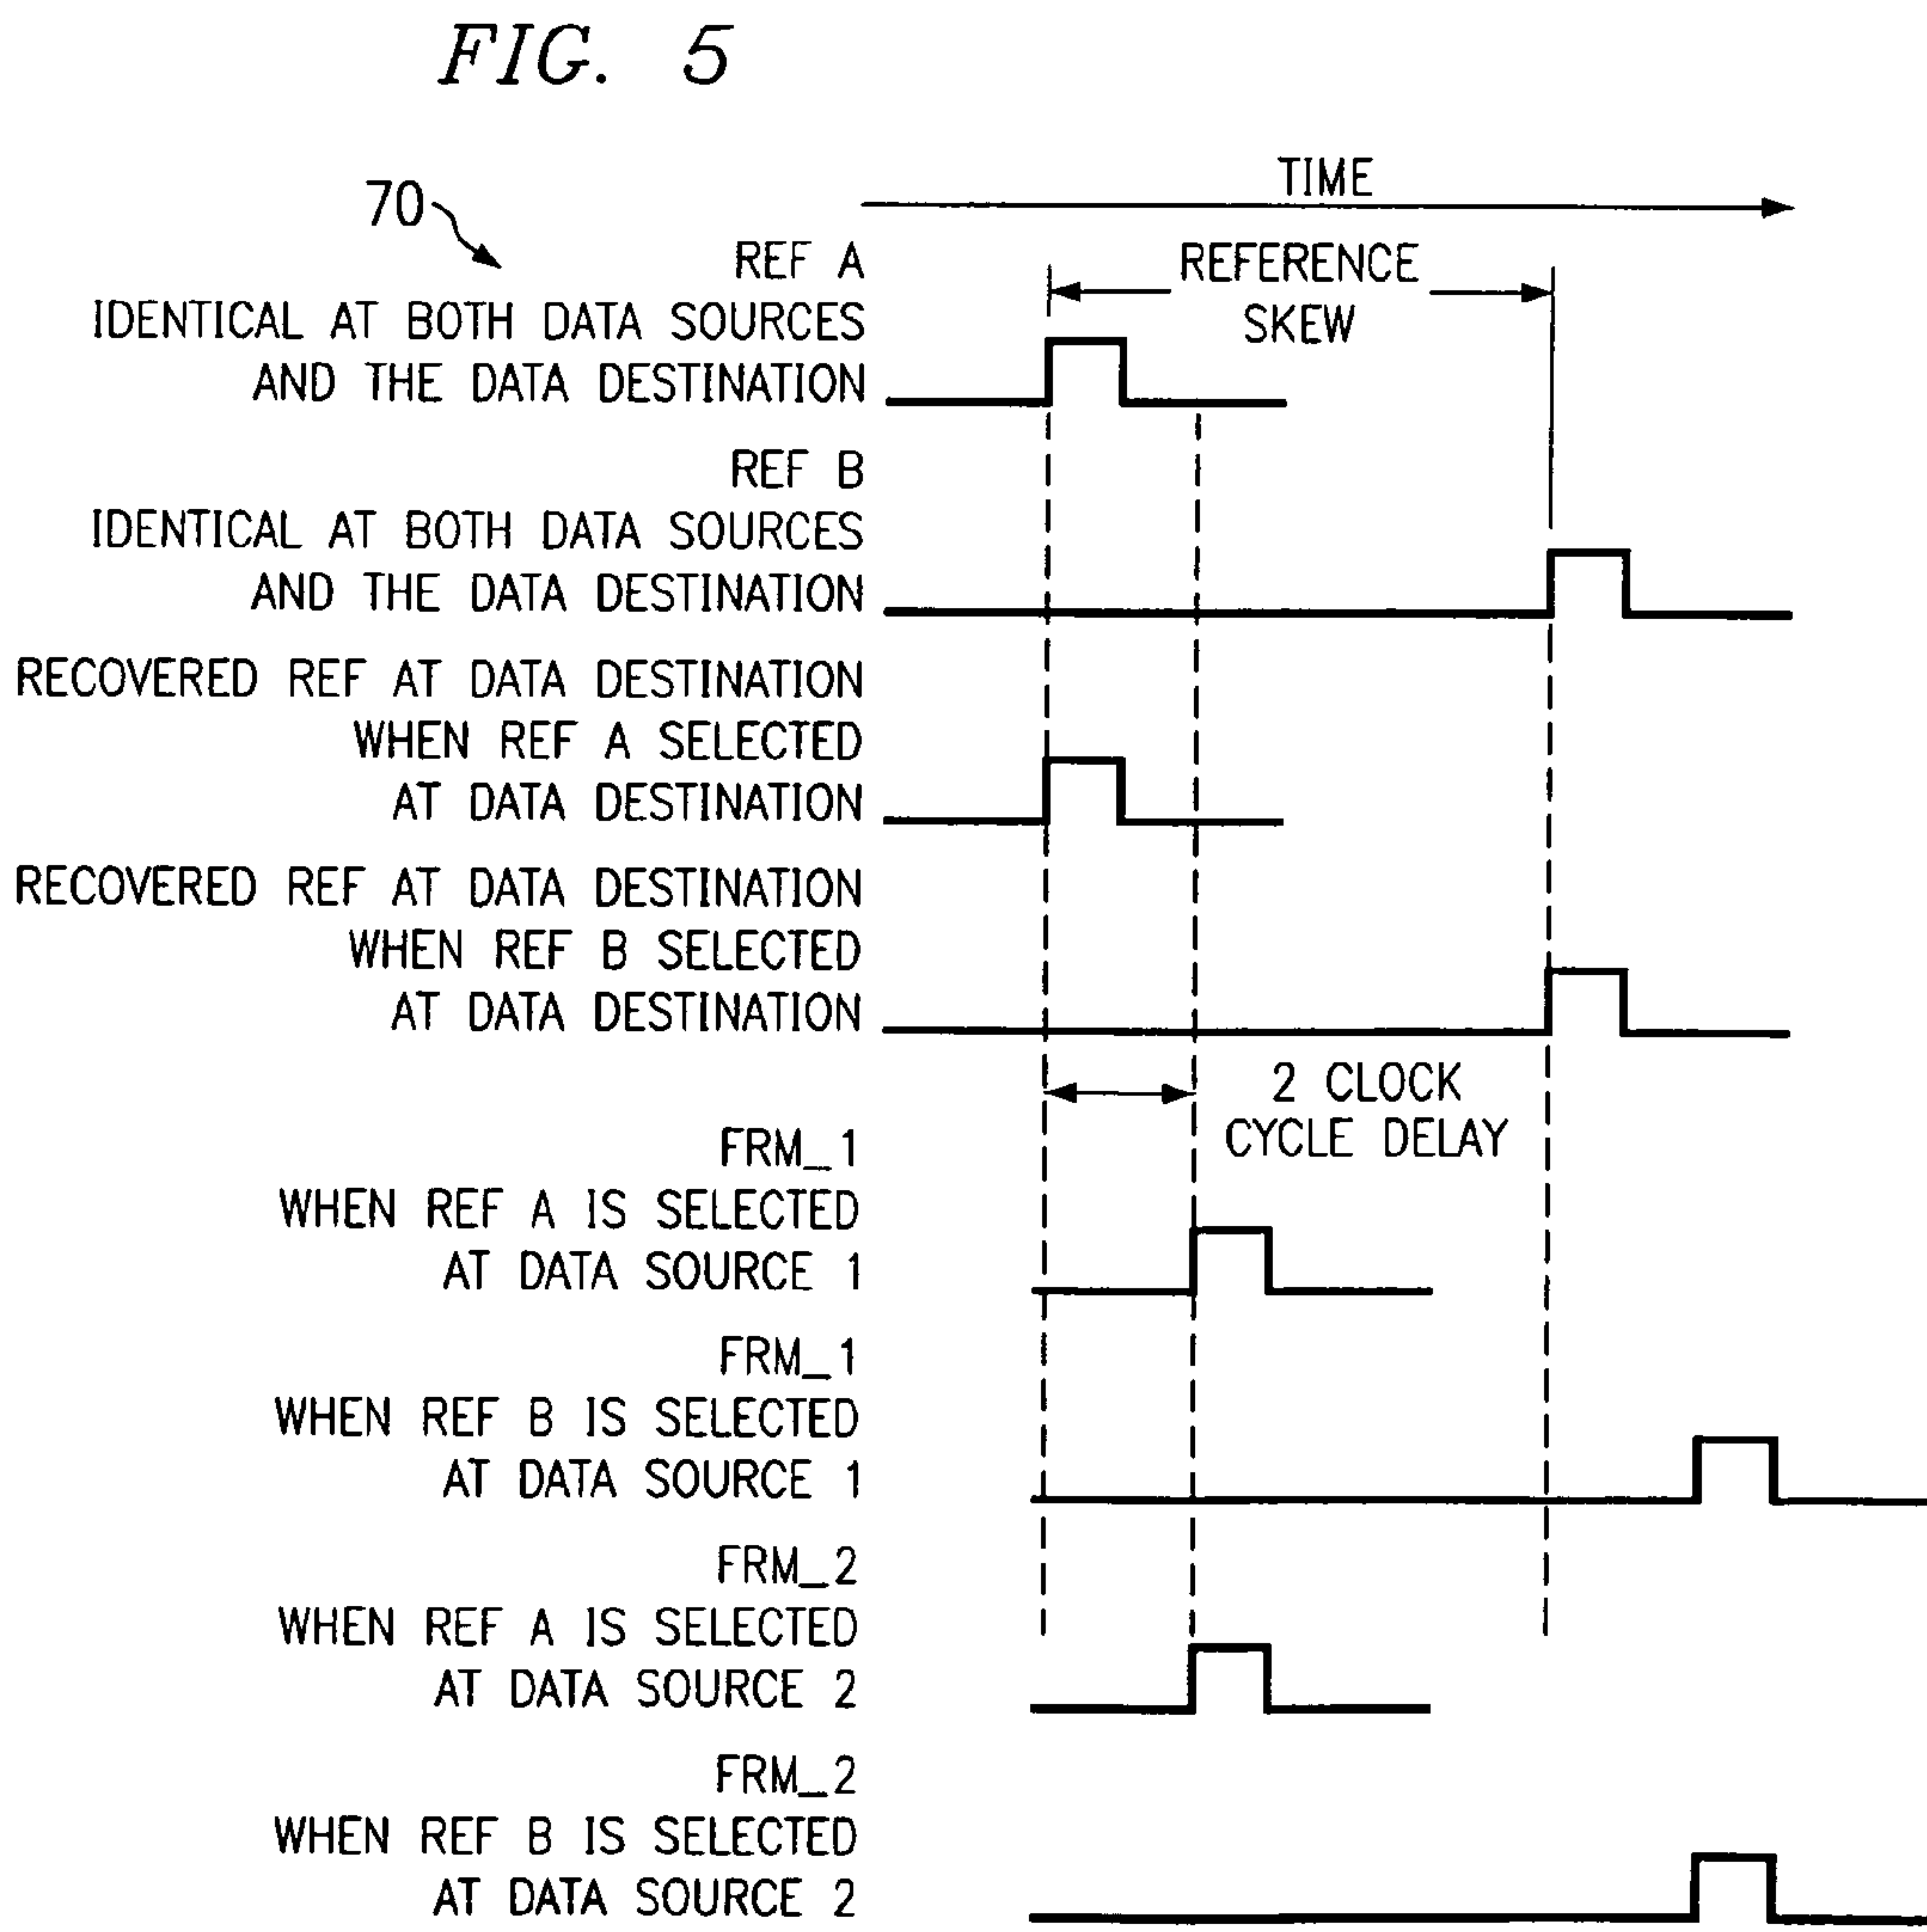 FIG. 5
TIME
70
REF A
IDENTICAL AT BOTH DATA SOURCES
AND THE DATA DESTINATION
REFERENCE
SKEW
REF B
IDENTICAL AT BOTH DATA SOURCES
AND THE DATA DESTINATION
RECOVERED REF AT DATA DESTINATION
WHEN REF A SELECTED
AT DATA DESTINATION
RECOVERED REF AT DATA DESTINATION
WHEN REF B SELECTED
AT DATA DESTINATION
2 CLOCK
CYCLE DELAY
FRM_1
WHEN REF A IS SELECTED
AT DATA SOURCE 1
FRM_1
WHEN REF B IS SELECTED
AT DATA SOURCE 1
FRM_2
WHEN REF A IS SELECTED
AT DATA SOURCE 2
FRM_2
WHEN REF B IS SELECTED
AT DATA SOURCE 2